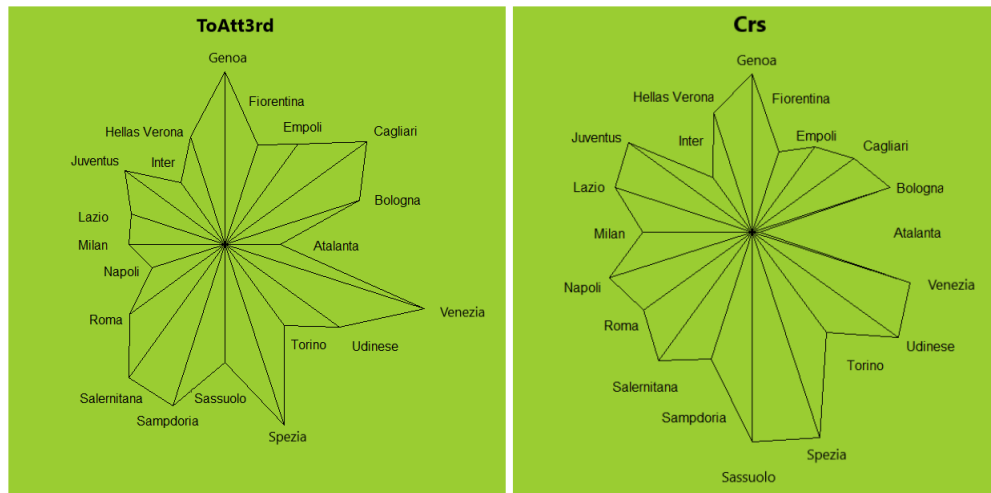 ToAtt3rd
Genoa
Fiorentina
Hellas Verona
Empoli
Cagliari
Juventus
Inter
Bologna
Lazio
Milan
Atalanta
Napoli
Venezia
Roma
Torino
Udinese
Salernitana
Sassuolo
Sampdoria
Spezia
Crs
Genoa
Hellas Verona
Fiorentina
Juventus
Inter
Empoli
Cagliari
Lazio
Bologna
Milan
Atalanta
Napoli
Venezia
Roma
Udinese
Torino
Salernitana
Sampdoria
Spezia
Sassuolo